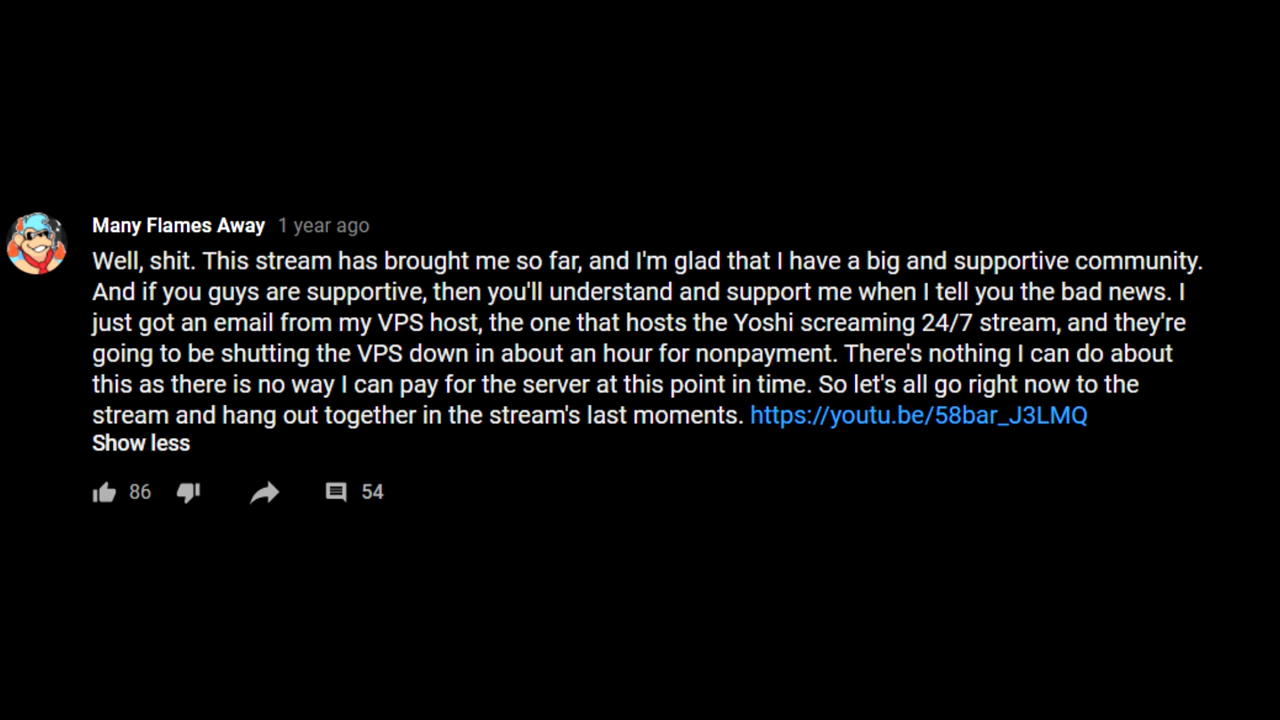 Many Flames Away 1 year ago
Well, shit. This stream has brought me so far, and I'm glad that I have a big and supportive community.
And if you guys are supportive, then you'll understand and support me when I tell you the bad news. I
just got an email from my VPS host, the one that hosts the Yoshi screaming 24/7 stream, and they're
going to be shutting the VPS down in about an hour for nonpayment. There's nothing I can do about
this as there is no way I can pay for the server at this point in time. So let's all go right now to the
stream and hang out together in the stream's last moments. https://youtu.be/58bar_J3LMQ
Show less
86 54